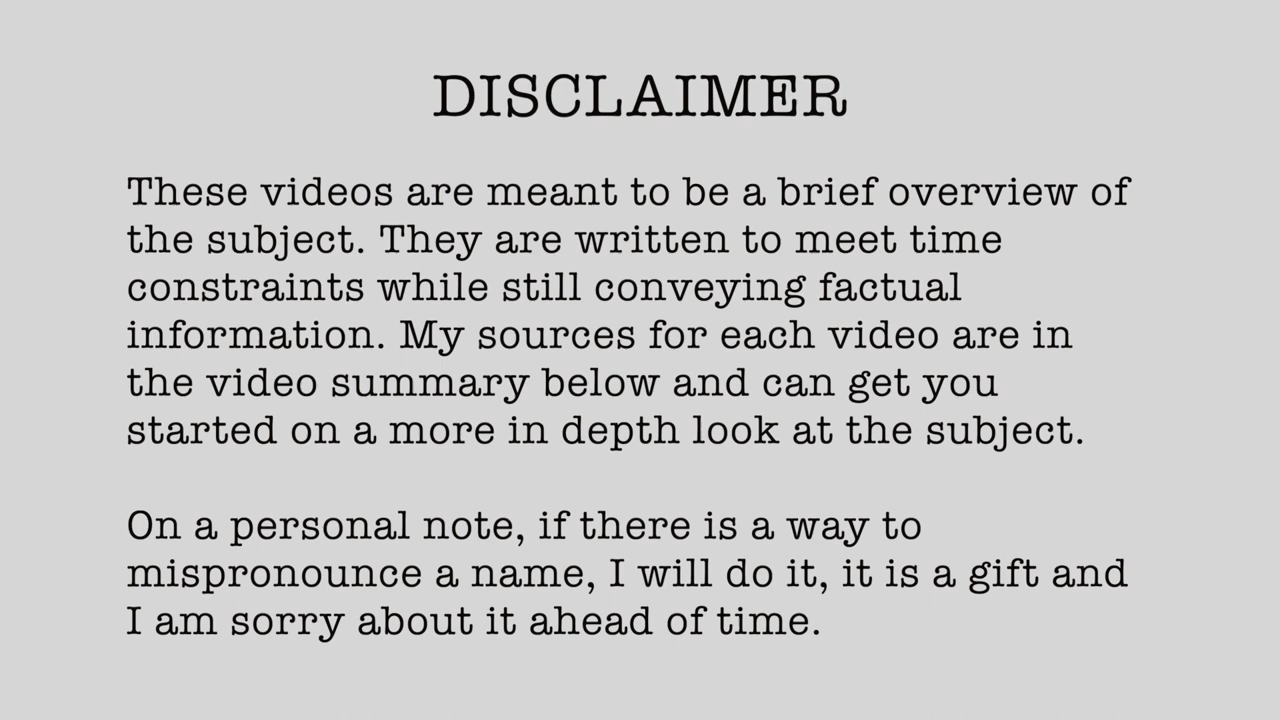 DISCLAIMER
These videos are meant to be a brief overview of
the subject. They are written to meet time
constraints while still conveying factual
information. My sources for each video are in
the video summary below and can get you
started on a more in depth look at the subject.
On a personal note, if there is a way to
mispronounce a name, I will do it, it is a gift and
I am sorry about it ahead of time.